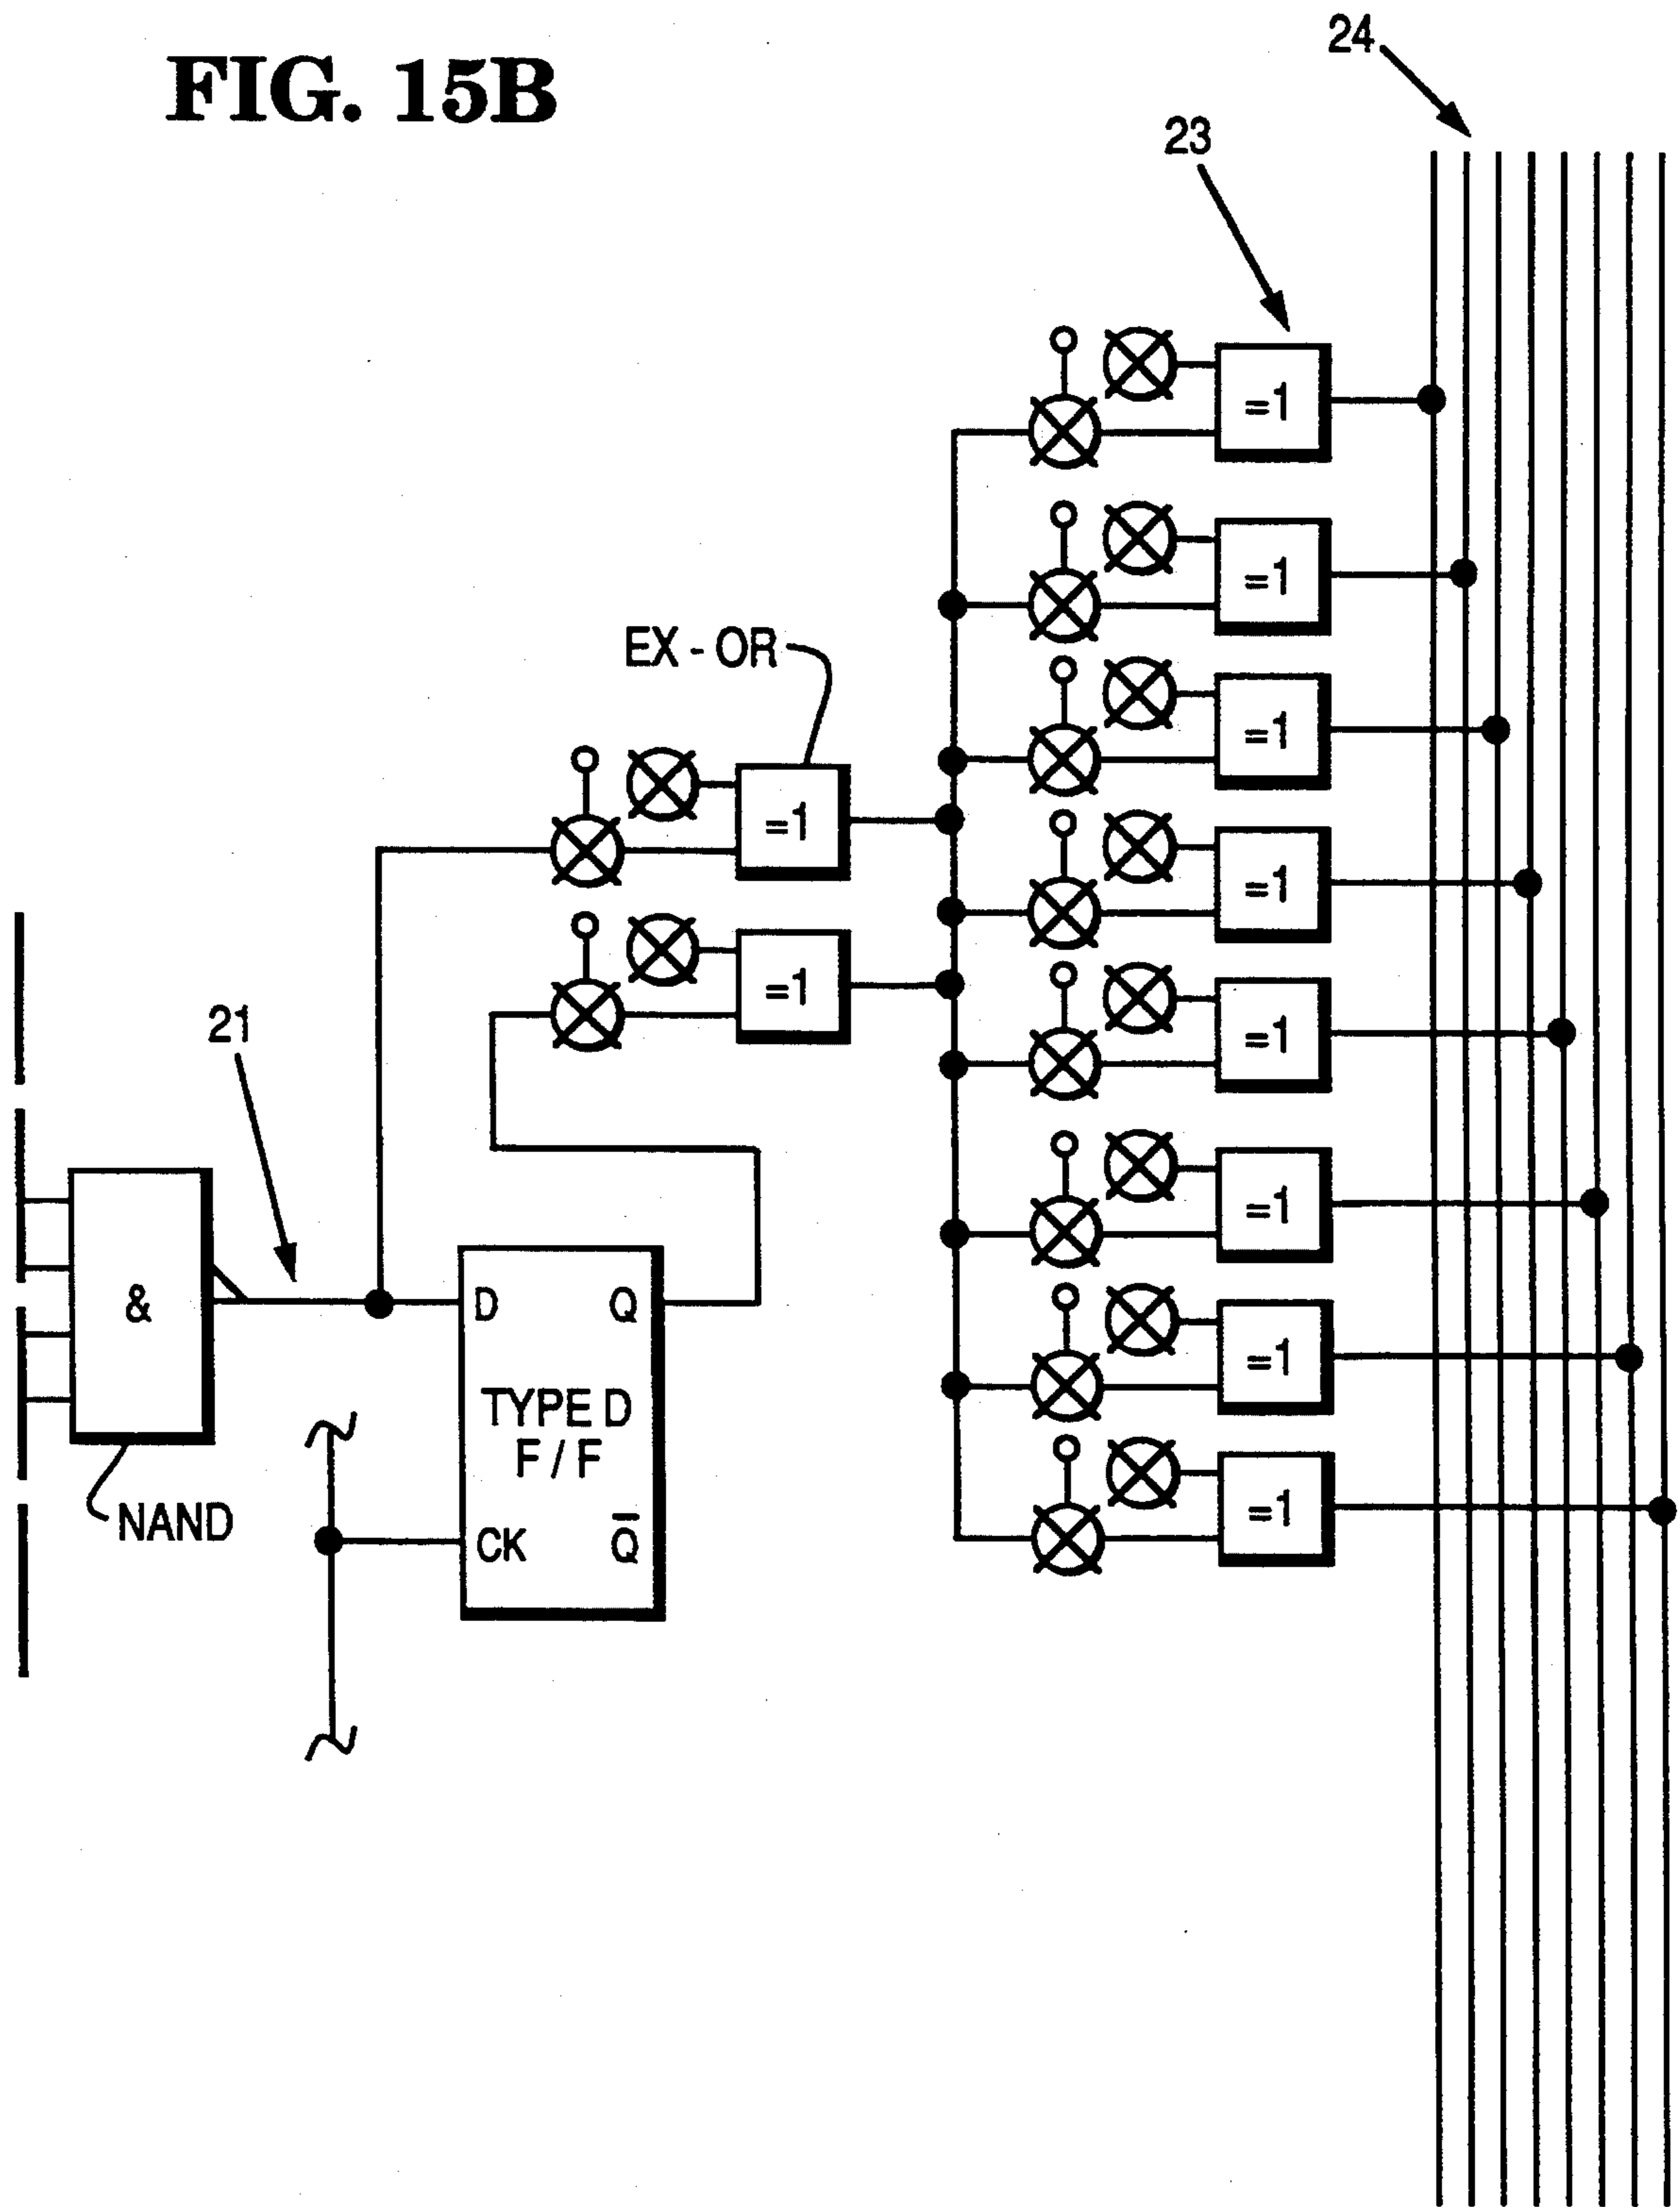 FIG. 15B
24
23
=1
=1
EX - OR
=1
=1
=1
=1
=1
21
=1
=1
&
D Q
=1
TYPE D
F / F
=1
NAND
CK Q̅